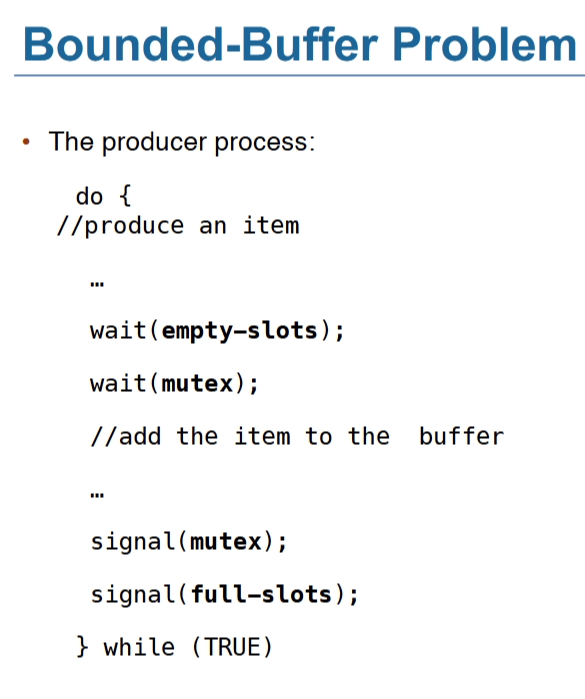 Bounded-Buffer Problem
• The producer process:
do {
//produce an item
…
wait(empty-slots);
wait(mutex);
//add the item to the  buffer
…
signal(mutex);
signal(full-slots);
} while (TRUE)